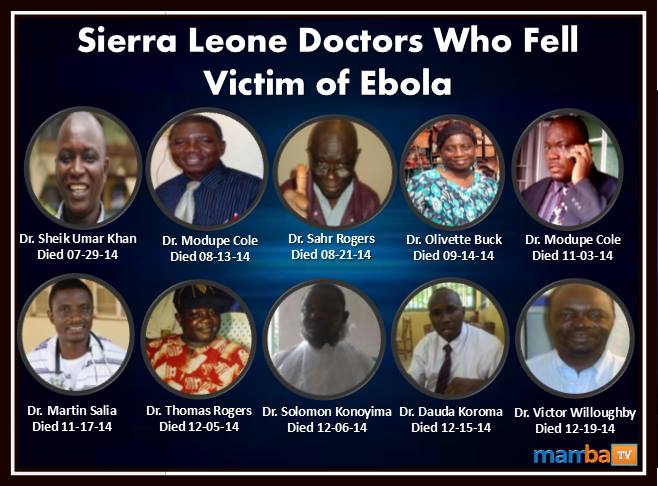 Sierra Leone Doctors Who Fell
Victim of Ebola
Dr. Sheik Umar Khan
Died 07-29-14
Dr. Modupe Cole
Died 08-13-14
Dr. Sahr Rogers
Died 08-21-14
Dr. Olivette Buck
Died 09-14-14
Dr. Modupe Cole
Died 11-03-14
Dr. Martin Salia
Died 11-17-14
Dr. Thomas Rogers
Died 12-05-14
Dr. Solomon Konoyima
Died 12-06-14
Dr. Dauda Koroma
Died 12-15-14
Dr. Victor Willoughby
Died 12-19-14
mamba TV